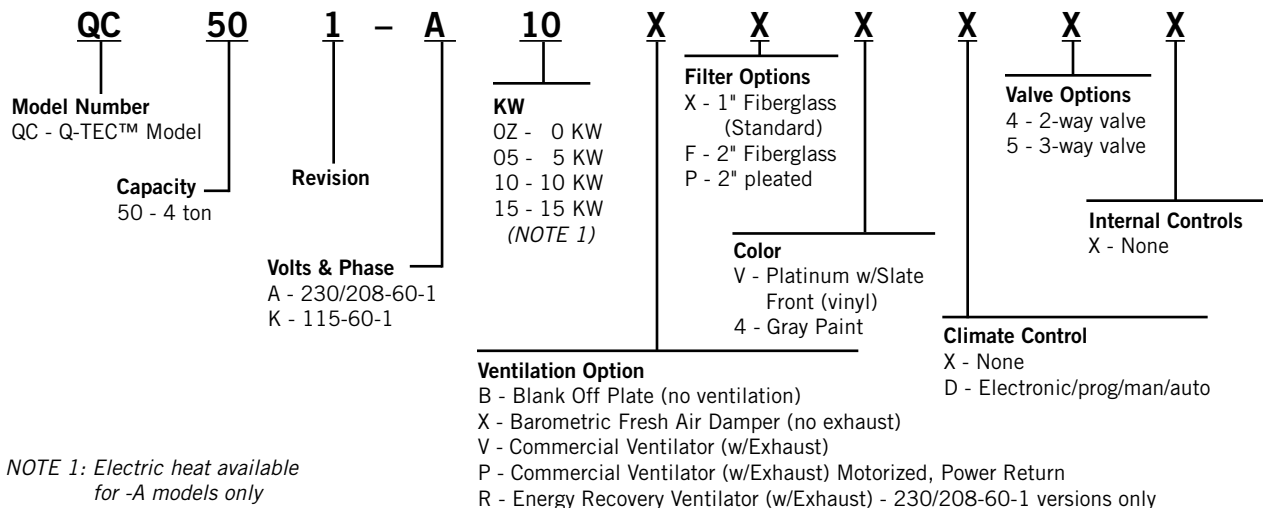 QC 50 1 – A 10 X X X X X X
Model Number
QC - Q-TEC™ Model
Capacity
50 - 4 ton
Revision
Volts & Phase
A - 230/208-60-1
K - 115-60-1
KW
0Z - 0 KW
05 - 5 KW
10 - 10 KW
15 - 15 KW
(NOTE 1)
Filter Options
X - 1" Fiberglass
(Standard)
F - 2" Fiberglass
P - 2" pleated
Color
V - Platinum w/Slate
Front (vinyl)
4 - Gray Paint
Valve Options
4 - 2-way valve
5 - 3-way valve
Internal Controls
X - None
Climate Control
X - None
D - Electronic/prog/man/auto
Ventilation Option
B - Blank Off Plate (no ventilation)
X - Barometric Fresh Air Damper (no exhaust)
V - Commercial Ventilator (w/Exhaust)
P - Commercial Ventilator (w/Exhaust) Motorized, Power Return
R - Energy Recovery Ventilator (w/Exhaust) - 230/208-60-1 versions only
NOTE 1: Electric heat available
for -A models only